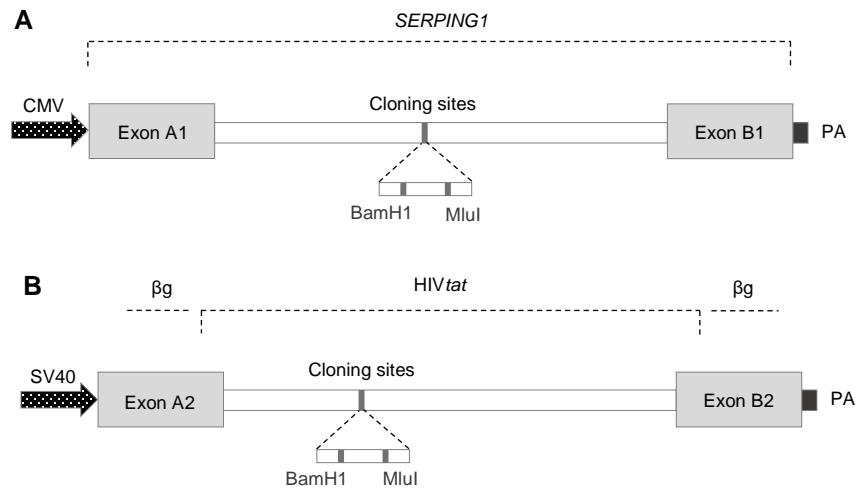 A
SERPING1
CMV
Cloning sites
Exon A1
Exon B1
PA
BamH1
MluI
B
βg
HIVtat
βg
SV40
Cloning sites
Exon A2
Exon B2
PA
BamH1
MluI